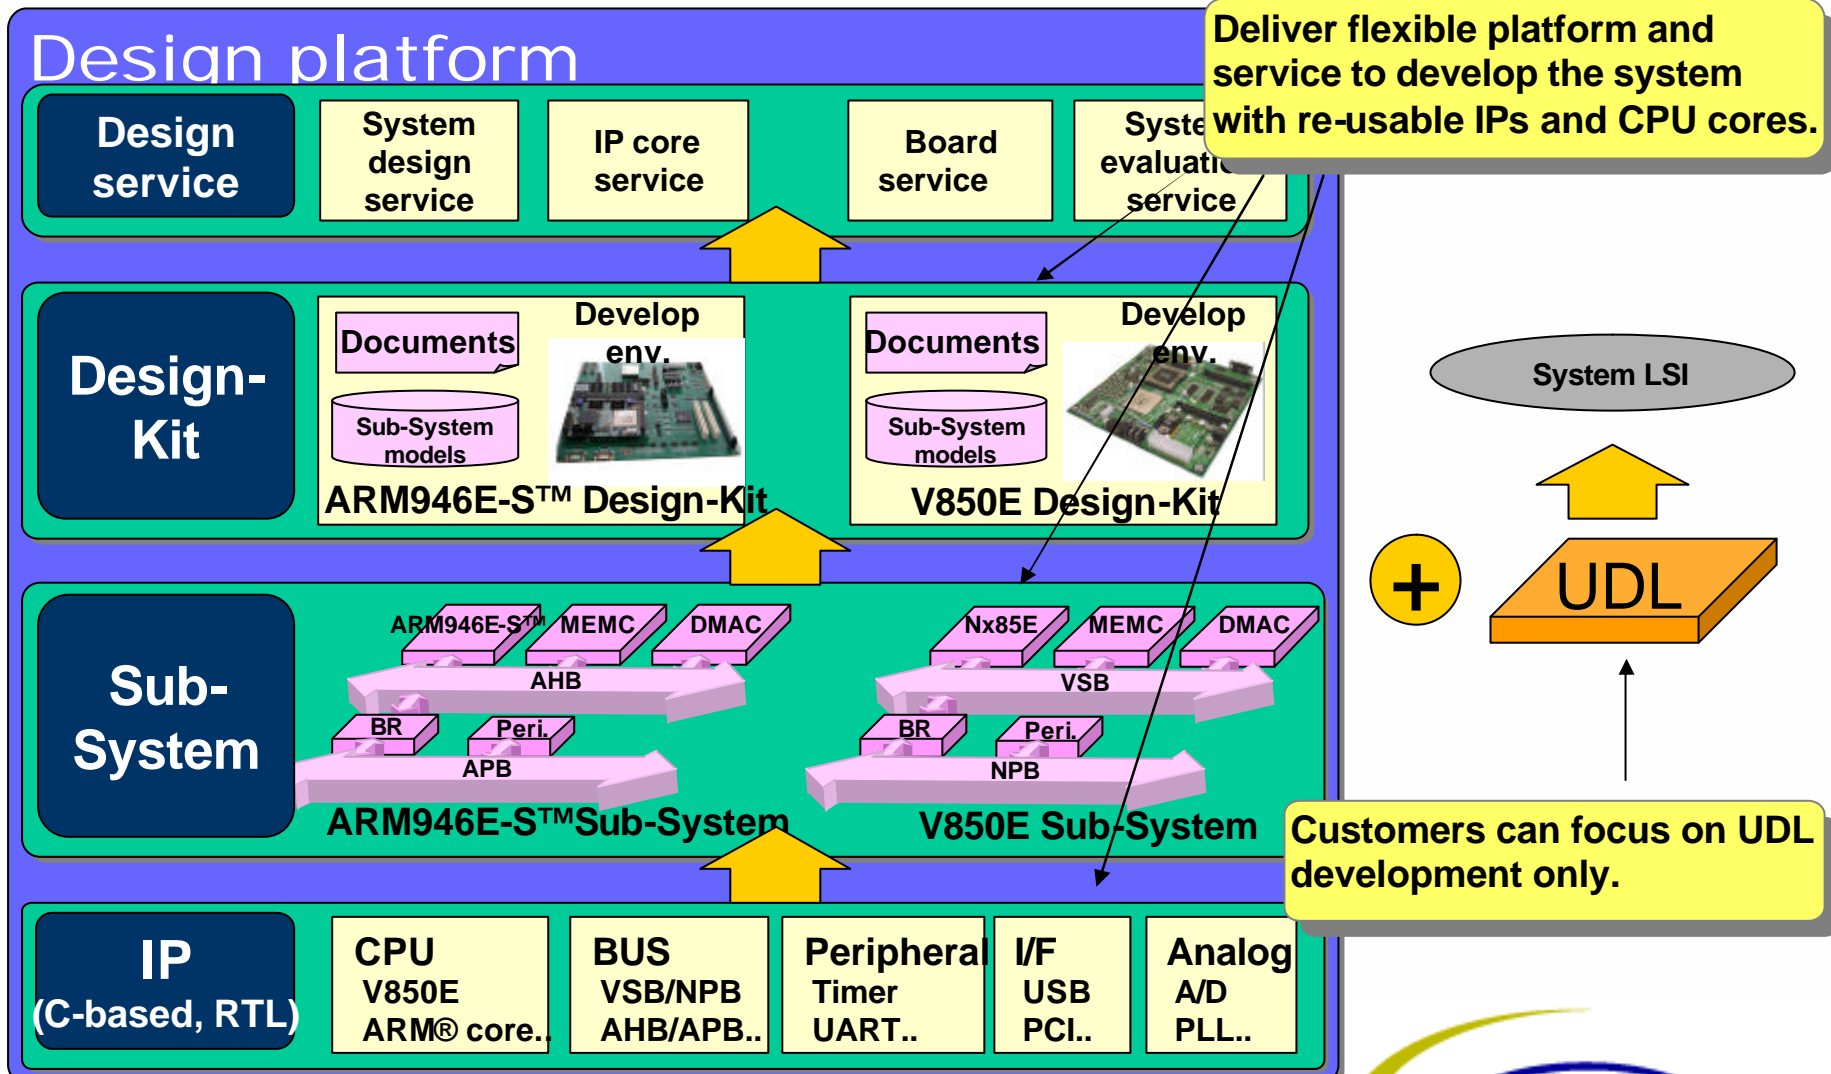 Design platform
Deliver flexible platform and
service to develop the system
with re-usable IPs and CPU cores.
Design
service
System
design
service
IP core
service
Board
service
Syste
evaluatio
service
Design-
Kit
Documents
Develop
env.
Sub-System
models
ARM946E-S™ Design-Kit
Documents
Develop
env.
Sub-System
models
V850E Design-Kit
System LSI
+
UDL
Sub-
System
ARM946E-S™
MEMC
DMAC
AHB
BR
Peri.
APB
ARM946E-S™Sub-System
Nx85E
MEMC
DMAC
VSB
BR
Peri.
NPB
V850E Sub-System
Customers can focus on UDL
development only.
IP
(C-based, RTL)
CPU
V850E
ARM® core..
BUS
VSB/NPB
AHB/APB..
Peripheral
Timer
UART..
I/F
USB
PCI..
Analog
A/D
PLL..